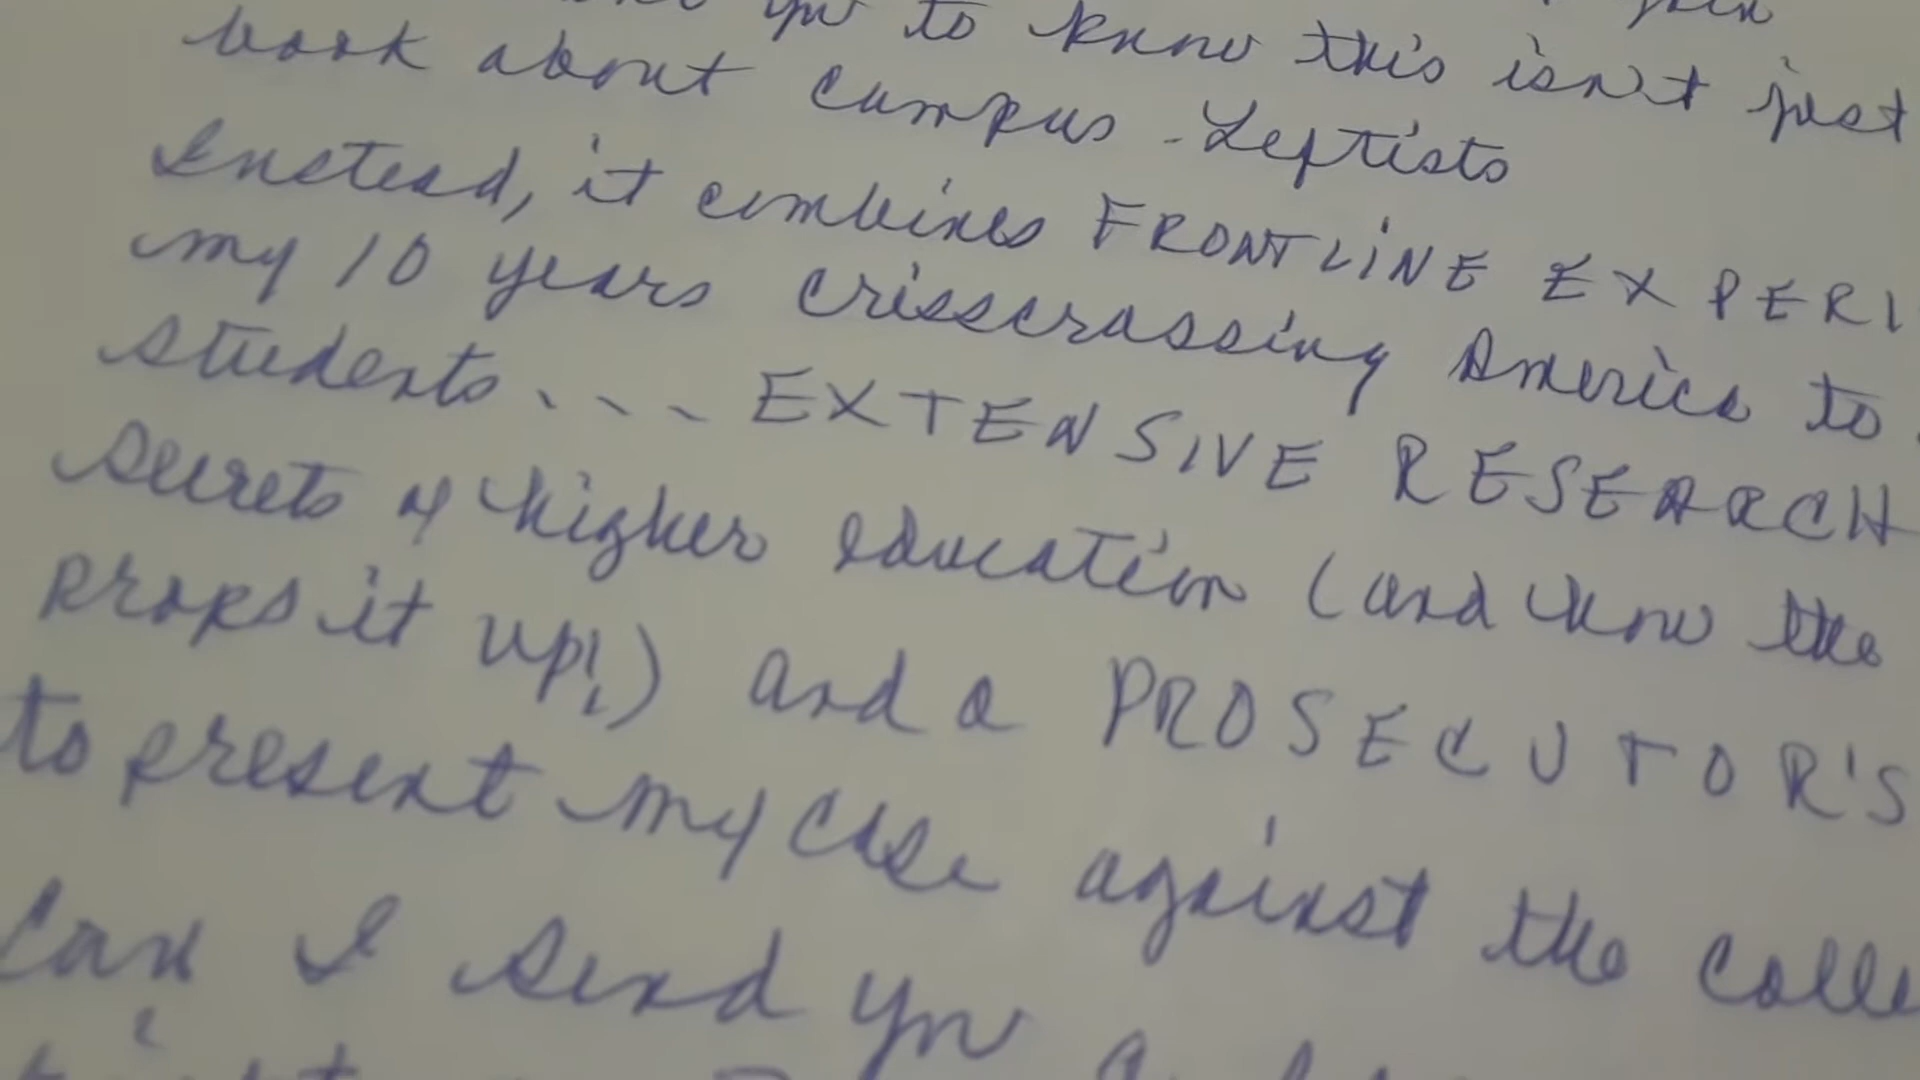 you to know this isn't just
book about campus Leftists
Instead, it combines FRONTLINE EXPERI
my 10 years crisscrossing America to
students... EXTENSIVE RESEARCH
secrets of higher education (and how the
props it up!) and a PROSECUTOR'S
to present my case against the colle
Can I send you a